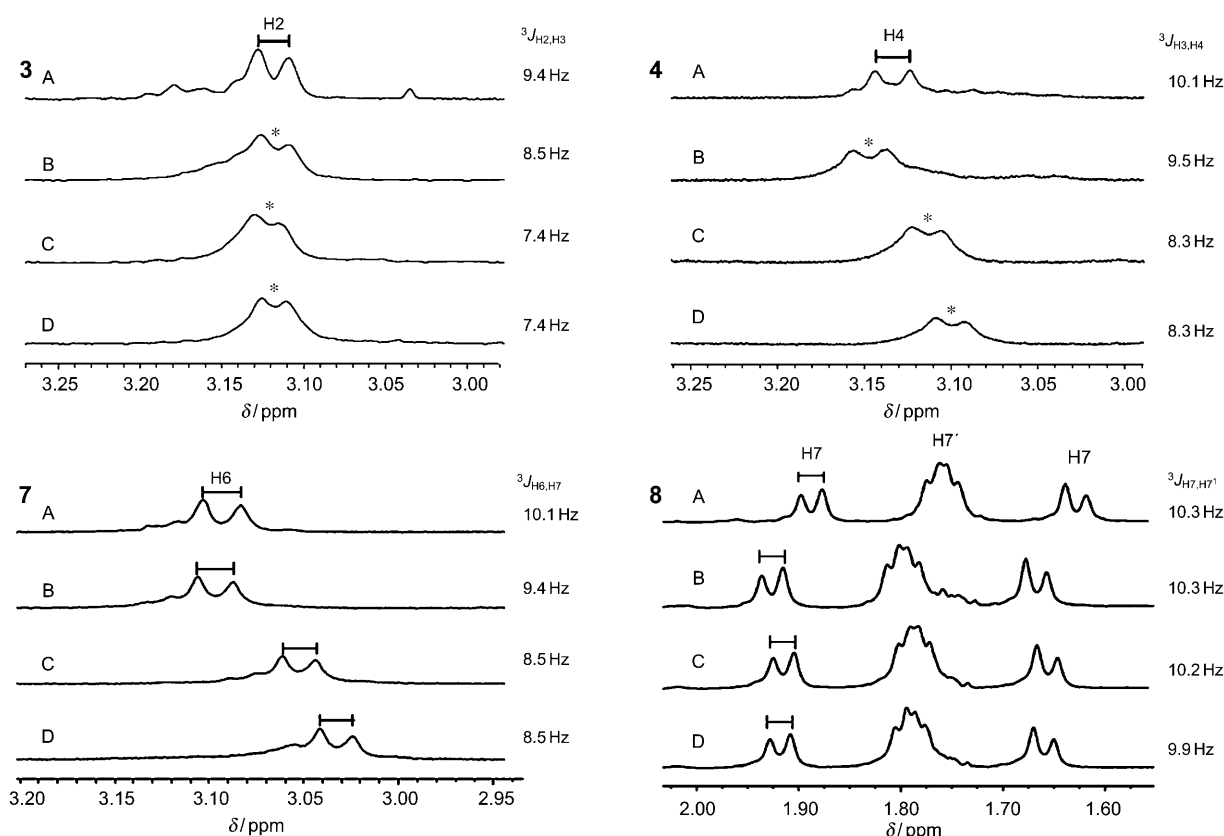 3
H2
³J_H2,H3
A
9.4 Hz
*
B
8.5 Hz
*
C
7.4 Hz
*
D
7.4 Hz
3.25 3.20 3.15 3.10 3.05 3.00
δ/ ppm
4
H4
³J_H3,H4
A
10.1 Hz
*
B
9.5 Hz
*
C
8.3 Hz
*
D
8.3 Hz
3.25 3.20 3.15 3.10 3.05 3.00
δ/ ppm
7
H6
³J_H6,H7
A
10.1 Hz
B
9.4 Hz
C
8.5 Hz
D
8.5 Hz
3.20 3.15 3.10 3.05 3.00 2.95
δ/ ppm
8
H7 H7´ H7
³J_H7,H7¹
A
10.3 Hz
B
10.3 Hz
C
10.2 Hz
D
9.9 Hz
2.00 1.90 1.80 1.70 1.60
δ/ ppm